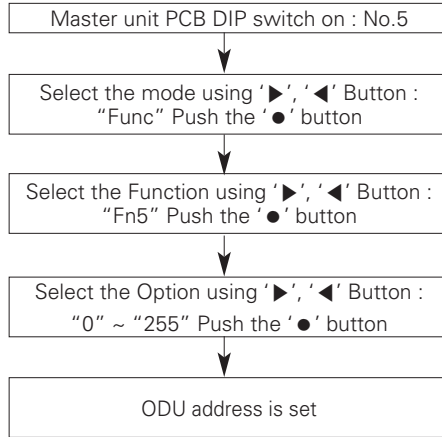 Master unit PCB DIP switch on : No.5
Select the mode using ‘▶’, ‘◀’ Button :
“Func” Push the ‘●’ button
Select the Function using ‘▶’, ‘◀’ Button :
“Fn5” Push the ‘●’ button
Select the Option using ‘▶’, ‘◀’ Button :
“0” ~ “255” Push the ‘●’ button
ODU address is set